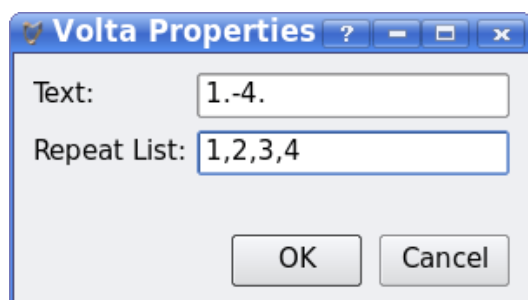 Volta Properties ?
Text: 1.-4.
Repeat List: 1,2,3,4
OK Cancel